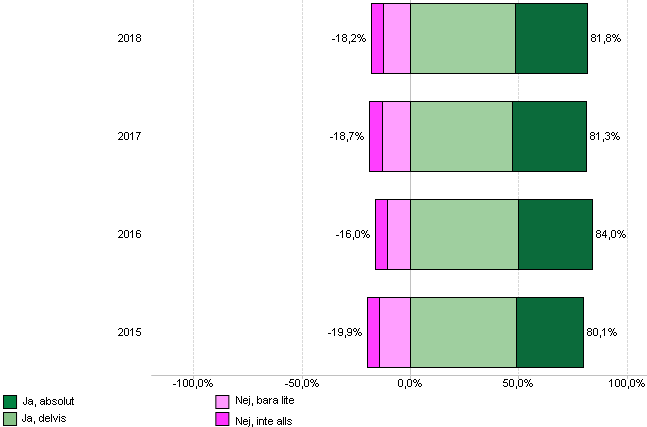 2018 -18,2% 81,8%
2017 -18,7% 81,3%
2016 -16,0% 84,0%
2015 -19,9% 80,1%
-100,0% -50,0% 0,0% 50,0% 100,0%
Ja, absolut Nej, bara lite
Ja, delvis Nej, inte alls